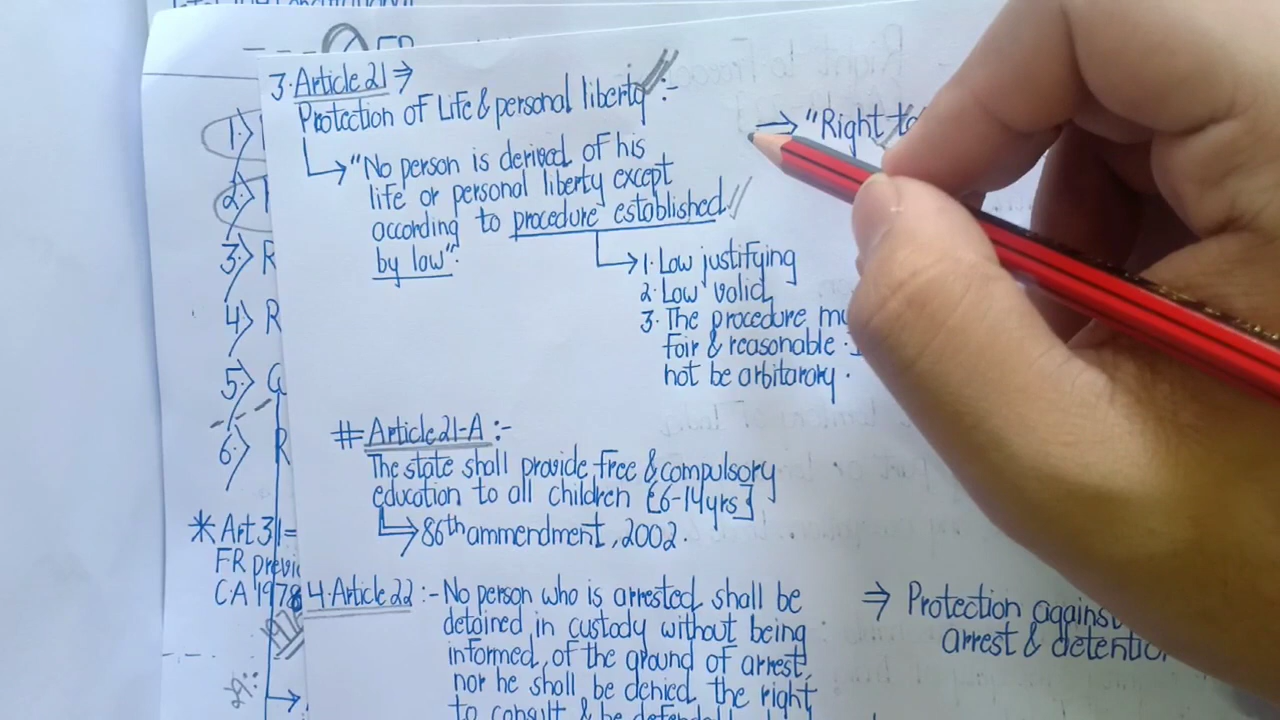 3. Article 21 ⇒
Protection of Life & personal liberty :-
→ "No person is derived of his
life or personal liberty except
according to procedure established
by low".
→ 1. Low justifying
2. Low valid
3. The procedure
foir & reasonable.
not be arbitarory.
⇒ "Right to
# Article 21-A :-
The state shall provide free & compulsory
education to all children [6-14yrs]
→ 86th ammendment, 2002.
4. Article 22 :- No person who is arrested shall be
detained in custody without being
informed, of the ground of arrest,
nor he shall be denied the right
to consult & be
⇒ Protection against
arrest &
1>
2>
3> R
4> R
5> G
6> R
* Art 31=
FR
CA 1978